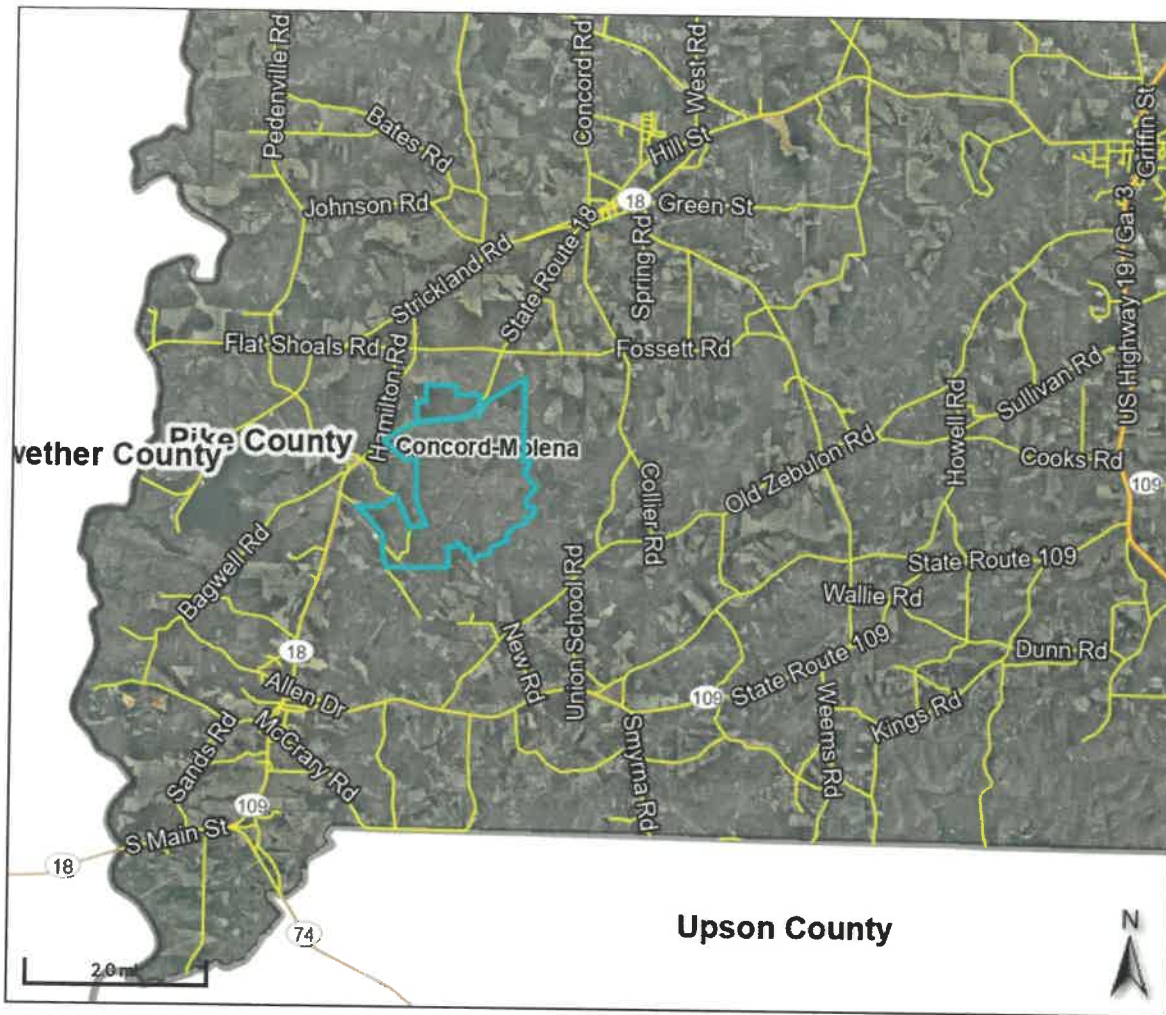 Pedenville Rd
Bates Rd
Concord Rd
West Rd
Hill St
Griffin St
Johnson Rd
18
Green St
Strickland Rd
State Route 18
Spring Rd
US Highway 19 / Ga. 3
Flat Shoals Rd
Hamilton Rd
Fossett Rd
Howell Rd
Sullivan Rd
wether County
Pike County
Concord-Molena
Cooks Rd
109
Collier Rd
Old Zebulon Rd
Bagwell Rd
Union School Rd
State Route 109
Wallie Rd
18
New Rd
Dunn Rd
Allen Dr
109
State Route 109
Weems Rd
Kings Rd
Sands Rd
McCrary Rd
Smyrna Rd
109
S Main St
18
74
Upson County
N
2.0 mi